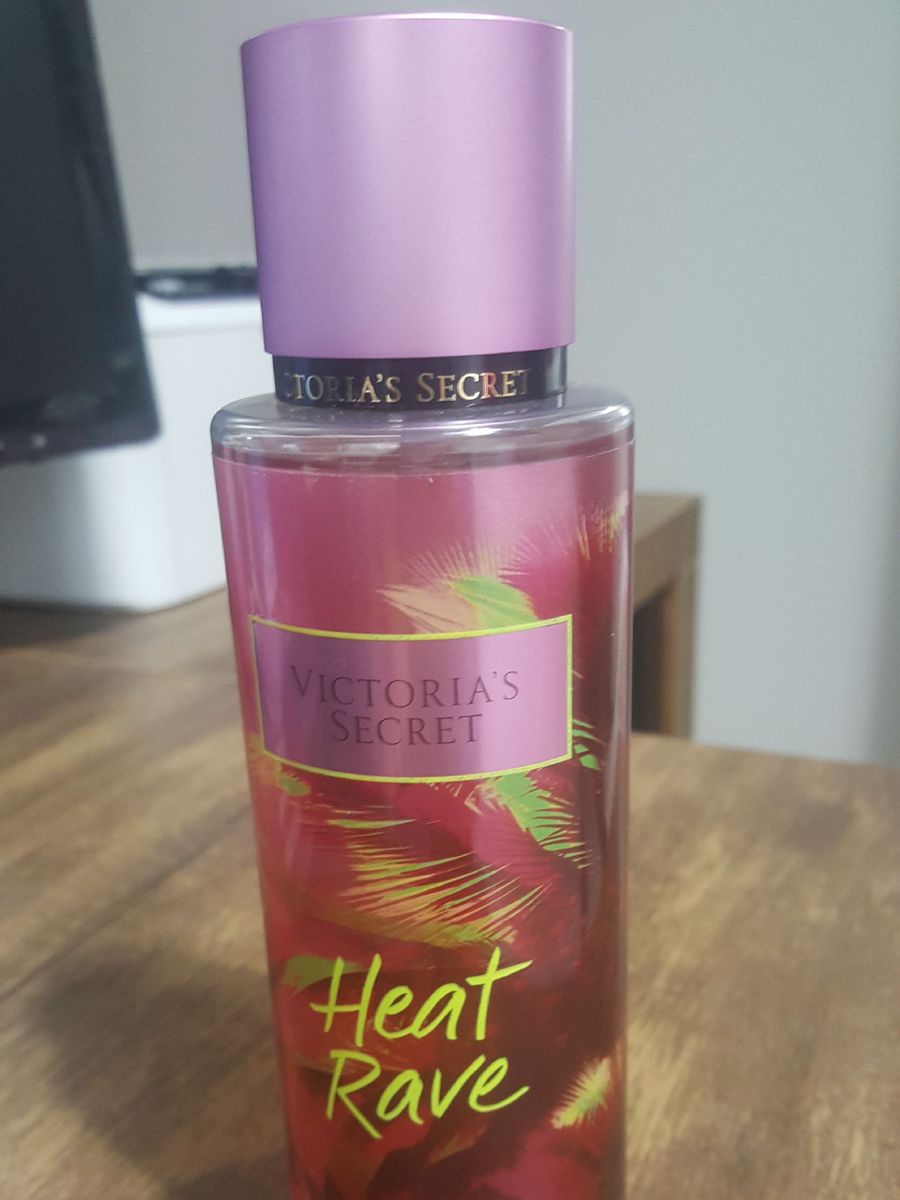 CTORIA'S SECRET
VICTORIA'S
SECRET
Heat
Rave